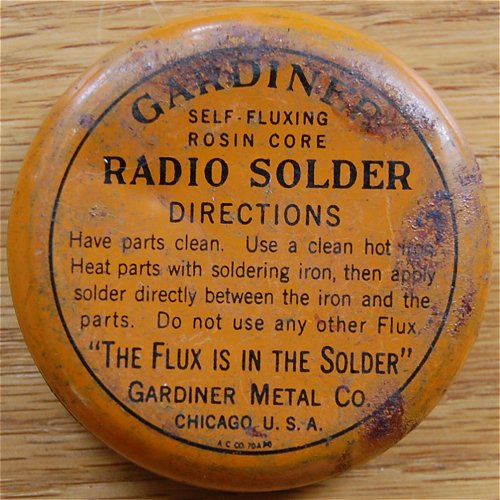 GARDINER
SELF-FLUXING
ROSIN CORE
RADIO SOLDER
DIRECTIONS
Have parts clean. Use a clean hot iron.
Heat parts with soldering iron, then apply
solder directly between the iron and the
parts. Do not use any other Flux.
"THE FLUX IS IN THE SOLDER"
GARDINER METAL CO.
CHICAGO, U. S. A.
A C CO.